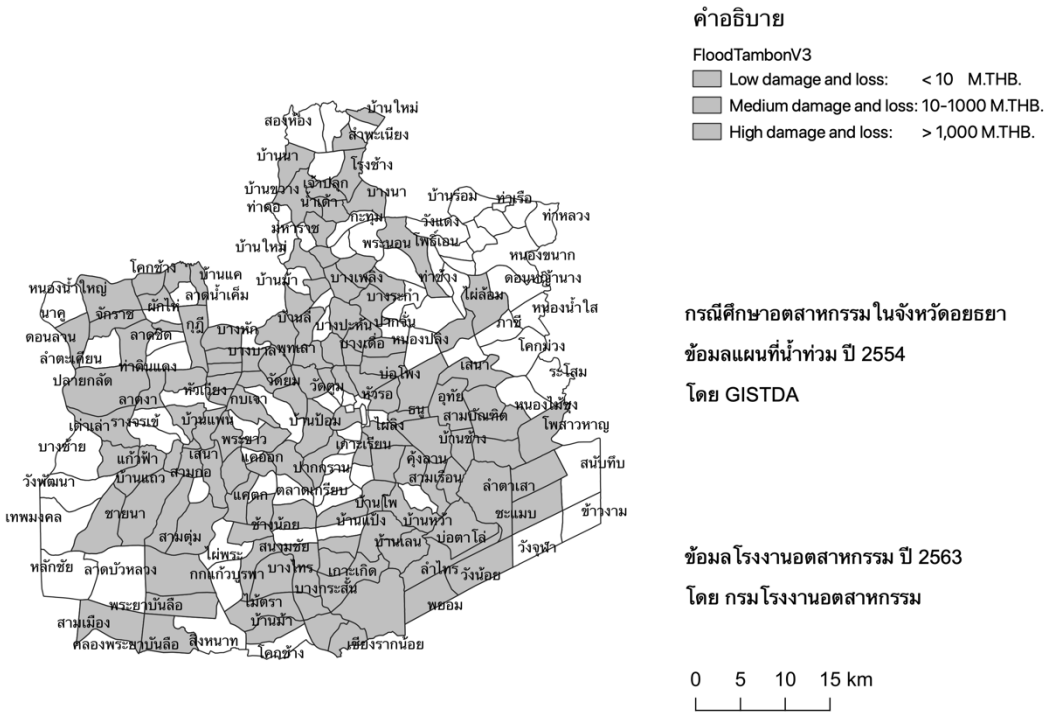 คำอธิบาย
FloodTambonV3
Low damage and loss: < 10 M.THB.
Medium damage and loss: 10-1000 M.THB.
High damage and loss: > 1,000 M.THB.
บ้านใหม่
สองห้อง
ลำพะเนียง
บ้านนา
โรงช้าง
เจ้าปลุก
บ้านขวาง
น้ำเต้า
บางนา
บ้านร่อม
ท่าเรือ
ท่าตอ
กะทุ่ม
วังแดง
ท่าหลวง
มหาราช
พระนอน
โพธิ์เอน
บ้านใหม่
หนองขนาก
โคกช้าง
บ้านแค
บ้านม้า
บางเพลิง
ท่าช้าง
ดอนหญ้านาง
หนองน้ำใหญ่
ลาดน้ำเค็ม
บางระกำ
ไผ่ล้อม
หนองน้ำใส
นาคู
จักราช
ผักไห่
กุฎี
บางหัก
บ้านลี่
บางปะหัน
ปากจั่น
ภาชี
ดอนลาน
ลาดชิด
บางเดื่อ
หนองปลิง
โคกม่วง
ลำตะเคียน
ท่าดินแดง
บางบาล
พุทเลา
เสนา
ระโสม
ปลายกลัด
บ่อโพง
ลาดงา
หัวเวียง
กบเจา
วัดยม
วัดตูม
หัวรอ
อุทัย
หนองไม้ซุง
เต่าเล่า
รางจรเข้
บ้านแพน
บ้านป้อม
ไผ่ลิง
ธนู
สามบัณฑิต
โพสาวหาญ
บางซ้าย
พระขาว
เกาะเรียน
บ้านช้าง
แก้วฟ้า
เสนา
แคออก
คุ้งลาน
สนับทึบ
วังพัฒนา
บ้านแถว
สามกอ
ปากกราน
สามเรือน
ลำตาเสา
แคตก
ตลาดเกรียบ
เทพมงคล
ชายนา
บ้านโพ
ชะแมบ
ข้าวงาม
ช้างน้อย
บ้านแป้ง
บ้านหว้า
สามตุ่ม
สนามชัย
บ้านเลน
บ่อตาโล่
วังจุฬา
ไผ่พระ
หลักชัย
ลาดบัวหลวง
กกแก้วบูรพา
บางไทร
เกาะเกิด
ลำไทร
วังน้อย
บางกระสั้น
พระยาบันลือ
ไม้ตรา
พยอม
สามเมือง
บ้านม้า
คลองพระยาบันลือ
สิงหนาท
โคกช้าง
เชียงรากน้อย
กรณีศึกษาอุตสาหกรรมในจังหวัดอยุธยา
ข้อมูลแผนที่น้ำท่วม ปี 2554
โดย GISTDA
ข้อมูลโรงงานอุตสาหกรรม ปี 2563
โดย กรมโรงงานอุตสาหกรรม
0 5 10 15 km